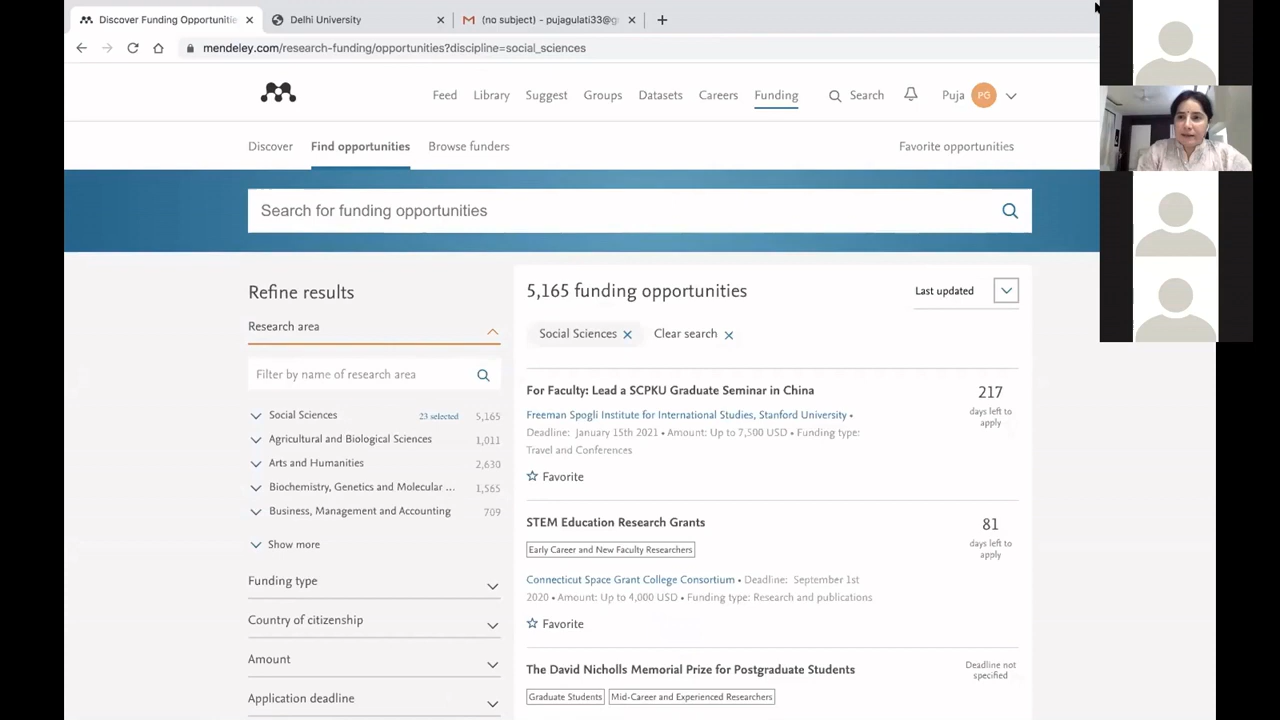 Discover Funding Opportunitie
Delhi University
(no subject) - pujagulati33@g
mendeley.com/research-funding/opportunities?discipline=social_sciences
Feed Library Suggest Groups Datasets Careers Funding Search Puja PG
Discover Find opportunities Browse funders Favorite opportunities
Search for funding opportunities
Refine results
Research area
Filter by name of research area
Social Sciences 23 selected 5,165
Agricultural and Biological Sciences 1,011
Arts and Humanities 2,630
Biochemistry, Genetics and Molecular ... 1,565
Business, Management and Accounting 709
Show more
Funding type
Country of citizenship
Amount
Application deadline
5,165 funding opportunities
Last updated
Social Sciences Clear search
For Faculty: Lead a SCPKU Graduate Seminar in China
Freeman Spogli Institute for International Studies, Stanford University •
Deadline: January 15th 2021 • Amount: Up to 7,500 USD • Funding type:
Travel and Conferences
Favorite
217
days left to
apply
STEM Education Research Grants
Early Career and New Faculty Researchers
Connecticut Space Grant College Consortium • Deadline: September 1st
2020 • Amount: Up to 4,000 USD • Funding type: Research and publications
Favorite
81
days left to
apply
The David Nicholls Memorial Prize for Postgraduate Students
Graduate Students Mid-Career and Experienced Researchers
Deadline not
specified